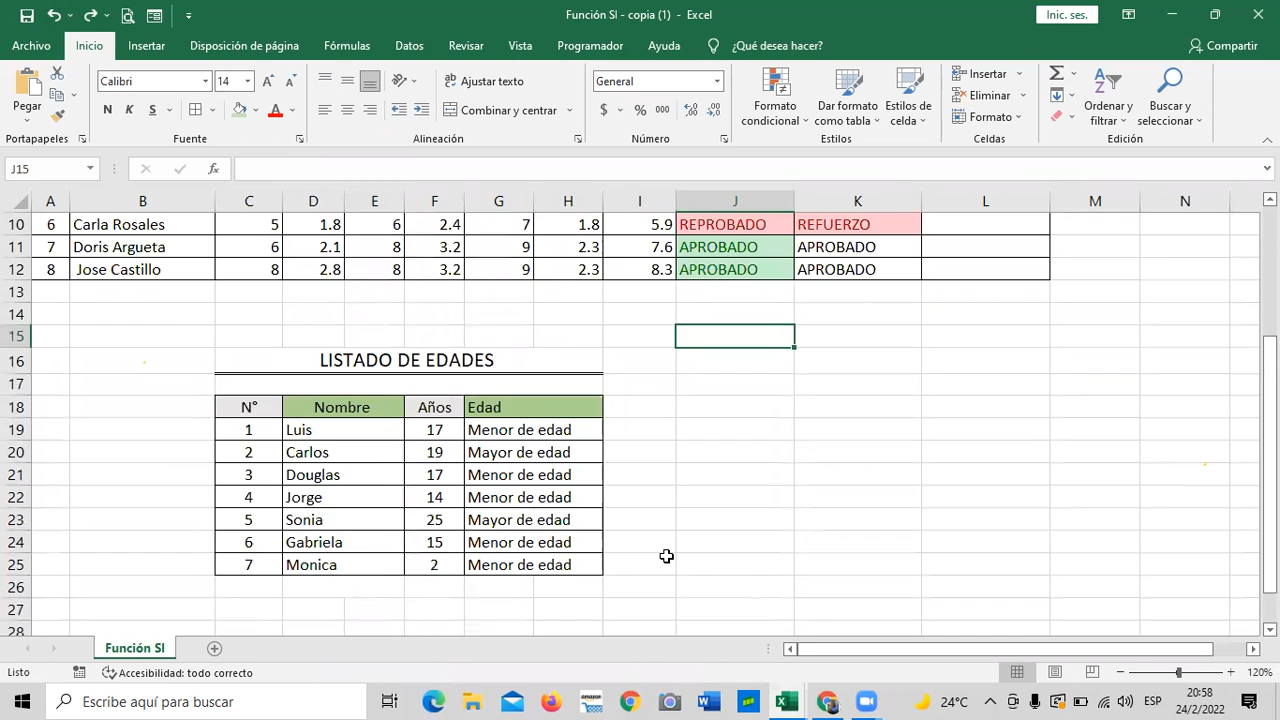 Función SI - copia (1) - Excel
Inic. ses.
Archivo Inicio Insertar Disposición de página Fórmulas Datos Revisar Vista Programador Ayuda ¿Qué desea hacer? Compartir
Pegar
Calibri 14
N K S
Ajustar texto
Combinar y centrar
General
$ % 000
Formato condicional
Dar formato como tabla
Estilos de celda
Insertar
Eliminar
Formato
Ordenar y filtrar
Buscar y seleccionar
Portapapeles Fuente Alineación Número Estilos Celdas Edición
J15 fx
A B C D E F G H I J K L M N
10 6 Carla Rosales 5 1.8 6 2.4 7 1.8 5.9 REPROBADO REFUERZO
11 7 Doris Argueta 6 2.1 8 3.2 9 2.3 7.6 APROBADO APROBADO
12 8 Jose Castillo 8 2.8 8 3.2 9 2.3 8.3 APROBADO APROBADO
13
14
15
16 LISTADO DE EDADES
17
18 N° Nombre Años Edad
19 1 Luis 17 Menor de edad
20 2 Carlos 19 Mayor de edad
21 3 Douglas 17 Menor de edad
22 4 Jorge 14 Menor de edad
23 5 Sonia 25 Mayor de edad
24 6 Gabriela 15 Menor de edad
25 7 Monica 2 Menor de edad
26
27
28
Función SI
Listo Accesibilidad: todo correcto 120%
Escribe aquí para buscar
amazon
24°C ESP 20:58
24/2/2022